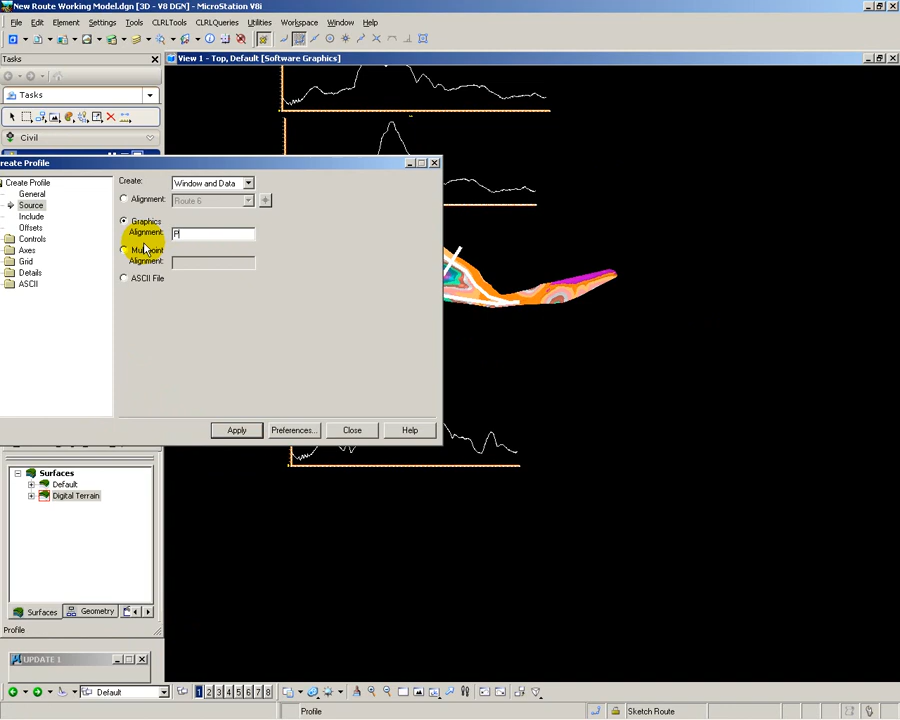 New Route Working Model.dgn [3D - V8 DGN] - MicroStation V8i
File Edit Element Settings Tools CLRLTools CLRLQueries Utilities Workspace Window Help
Tasks
View 1 - Top, Default [Software Graphics]
Tasks
Civil
reate Profile
Create Profile
General
Source
Include
Offsets
Controls
Axes
Grid
Details
ASCII
Create: Window and Data
Alignment: Route 6
Graphics
Alignment: P
Multipoint
Alignment:
ASCII File
Apply Preferences... Close Help
Surfaces
Default
Digital Terrain
Surfaces Geometry
Profile
UPDATE 1
Default 1 2 3 4 5 6 7 8
Profile Sketch Route